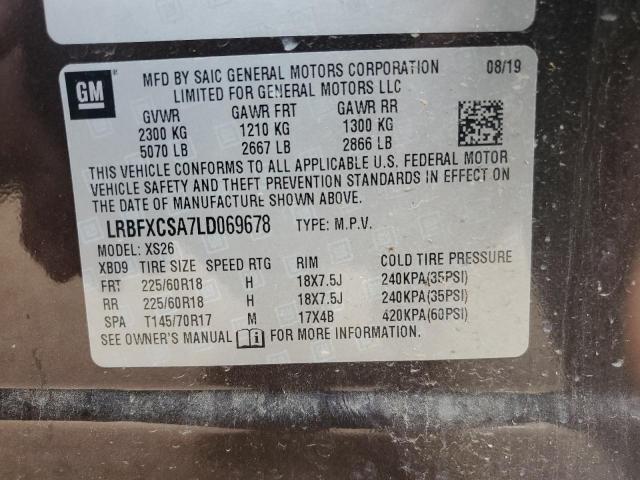 GM
MFD BY SAIC GENERAL MOTORS CORPORATION 08/19
LIMITED FOR GENERAL MOTORS LLC
GVWR GAWR FRT GAWR RR
2300 KG 1210 KG 1300 KG
5070 LB 2667 LB 2866 LB
THIS VEHICLE CONFORMS TO ALL APPLICABLE U.S. FEDERAL MOTOR
VEHICLE SAFETY AND THEFT PREVENTION STANDARDS IN EFFECT ON
THE DATE OF MANUFACTURE SHOWN ABOVE.
LRBFXCSA7LD069678 TYPE: M.P.V.
MODEL: XS26
XBD9 TIRE SIZE SPEED RTG RIM COLD TIRE PRESSURE
FRT 225/60R18 H 18X7.5J 240KPA(35PSI)
RR 225/60R18 H 18X7.5J 240KPA(35PSI)
SPA T145/70R17 M 17X4B 420KPA(60PSI)
SEE OWNER'S MANUAL FOR MORE INFORMATION.